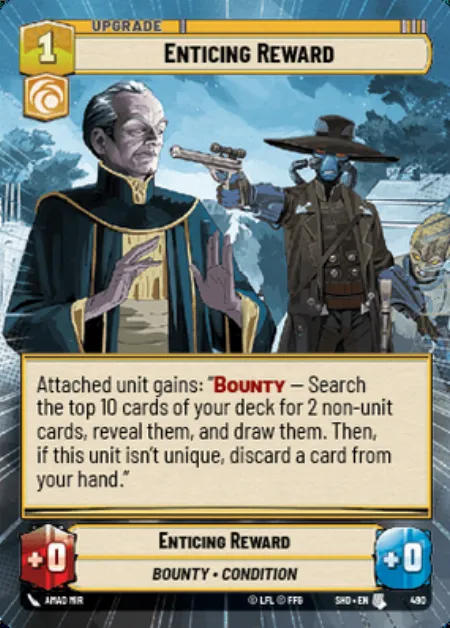 UPGRADE
1
ENTICING REWARD
Attached unit gains: “BOUNTY — Search
the top 10 cards of your deck for 2 non-unit
cards, reveal them, and draw them. Then,
if this unit isn’t unique, discard a card from
your hand.”
+0
ENTICING REWARD
+0
BOUNTY • CONDITION
AMAD MIR
© LFL © FFG
SHD • EN
490